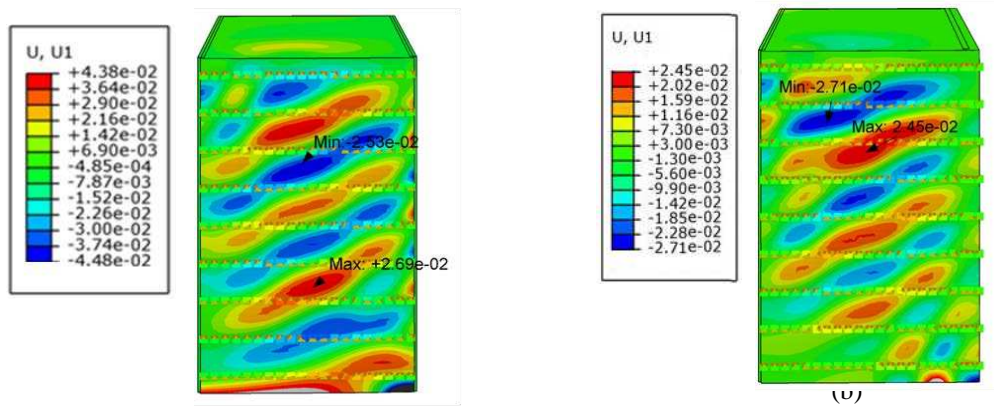 U, U1
+4.38e-02
+3.64e-02
+2.90e-02
+2.16e-02
+1.42e-02
+6.90e-03
-4.85e-04
-7.87e-03
-1.52e-02
-2.26e-02
-3.00e-02
-3.74e-02
-4.48e-02
Min:-2.53e-02
Max: +2.69e-02
U, U1
+2.45e-02
+2.02e-02
+1.59e-02
+1.16e-02
+7.30e-03
+3.00e-03
-1.30e-03
-5.60e-03
-9.90e-03
-1.42e-02
-1.85e-02
-2.28e-02
-2.71e-02
Min:-2.71e-02
Max: 2.45e-02
(b)